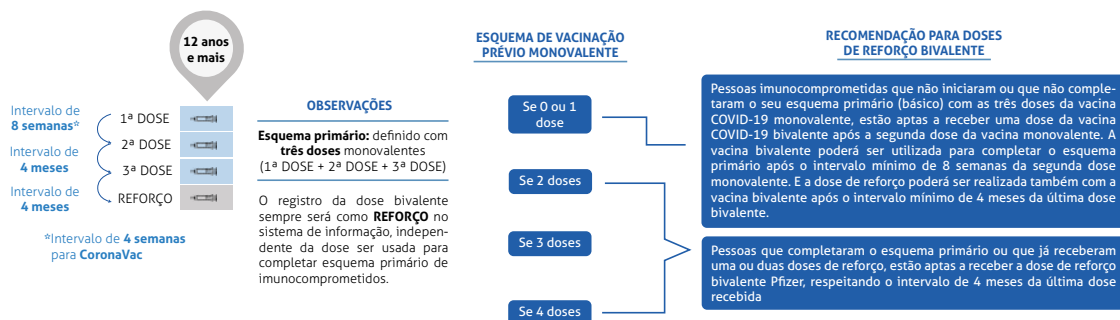 12 anos
e mais
Intervalo de
8 semanas*
Intervalo de
4 meses
Intervalo de
4 meses
1ª DOSE
2ª DOSE
3ª DOSE
REFORÇO
*Intervalo de 4 semanas
para CoronaVac
OBSERVAÇÕES
Esquema primário: definido com
três doses monovalentes
(1ª DOSE + 2ª DOSE + 3ª DOSE)
O registro da dose bivalente
sempre será como REFORÇO no
sistema de informação, indepen-
dente da dose ser usada para
completar esquema primário de
imunocomprometidos.
ESQUEMA DE VACINAÇÃO
PRÉVIO MONOVALENTE
Se 0 ou 1
dose
Se 2 doses
Se 3 doses
Se 4 doses
RECOMENDAÇÃO PARA DOSES
DE REFORÇO BIVALENTE
Pessoas imunocomprometidas que não iniciaram ou que não comple-
taram o seu esquema primário (básico) com as três doses da vacina
COVID-19 monovalente, estão aptas a receber uma dose da vacina
COVID-19 bivalente após a segunda dose da vacina monovalente. A
vacina bivalente poderá ser utilizada para completar o esquema
primário após o intervalo mínimo de 8 semanas da segunda dose
monovalente. E a dose de reforço poderá ser realizada também com a
vacina bivalente após o intervalo mínimo de 4 meses da última dose
bivalente.
Pessoas que completaram o esquema primário ou que já receberam
uma ou duas doses de reforço, estão aptas a receber a dose de reforço
bivalente Pfizer, respeitando o intervalo de 4 meses da última dose
recebida